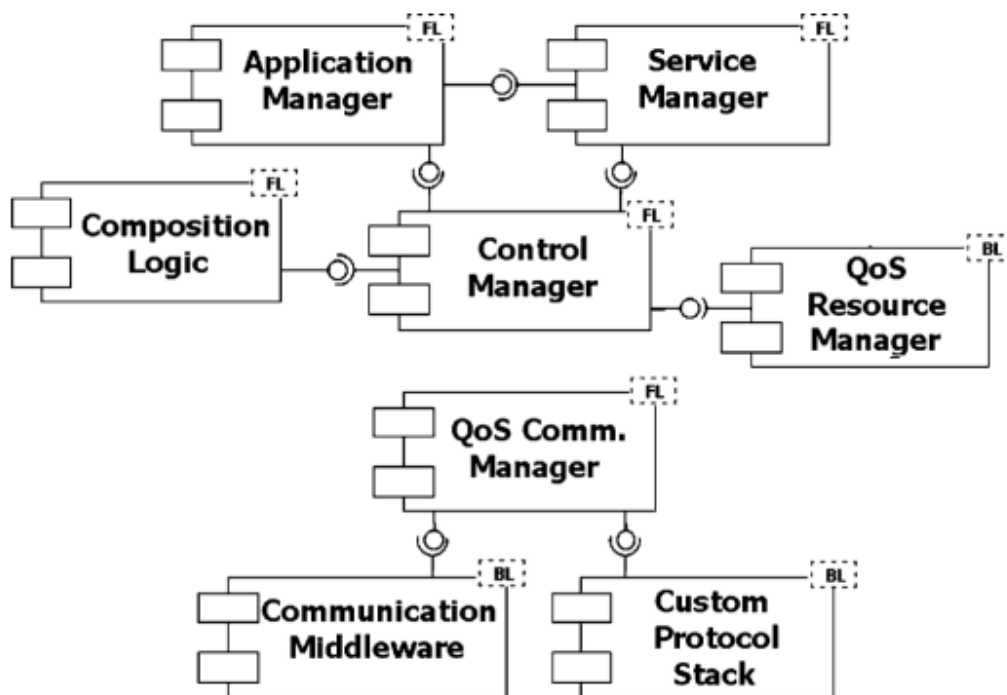 FL
Application
Manager
FL
Service
Manager
FL
Composition
Logic
FL
Control
Manager
BL
QoS
Resource
Manager
FL
QoS Comm.
Manager
BL
Communication
Middleware
BL
Custom
Protocol
Stack